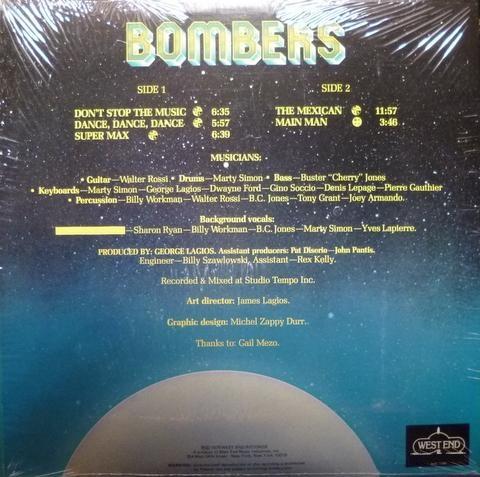 BOMBERS
SIDE 1
DON'T STOP THE MUSIC 6:35
DANCE, DANCE, DANCE 5:57
SUPER MAX 6:39
SIDE 2
THE MEXICAN 11:57
MAIN MAN 3:46
MUSICIANS:
• Guitar—Walter Rossi. • Drums—Marty Simon. • Bass—Buster "Cherry" Jones
• Keyboards—Marty Simon—George Lagios—Dwayne Ford—Gino Soccio—Denis Lepage—Pierre Gauthier
• Percussion—Billy Workman—Walter Rossi—B.C. Jones—Tony Grant—Joey Armando.
Background vocals:
—Sharon Ryan—Billy Workman—B.C. Jones—Marty Simon—Yves Lapierre.
PRODUCED BY: GEORGE LAGIOS. Assistant producers: Pat Diserio—John Pantis.
Engineer—Billy Szawlowski, Assistant—Rex Kelly.
Recorded & Mixed at Studio Tempo Inc.
Art director: James Lagios.
Graphic design: Michel Zappy Durr..
Thanks to: Gail Mezo.
WEST END
WARNING: